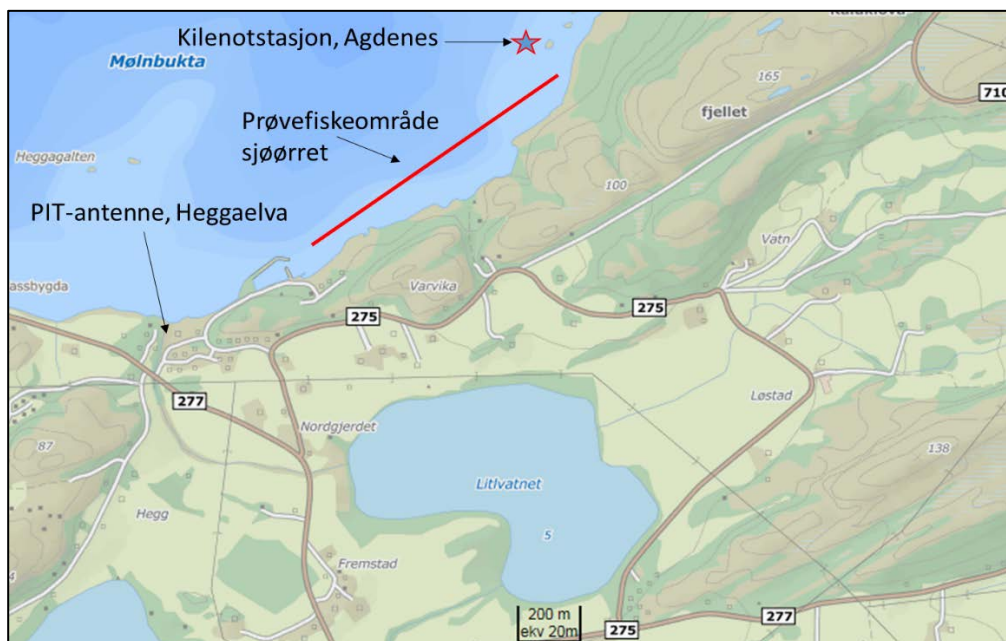 Kilenotstasjon, Agdenes
Mølnbukta
165
710
fjellet
Prøvefiskeområde
sjøørret
Heggagalten
100
PIT-antenne, Heggaelva
Vatn
assbygda
Varvika
275
275
277
Løstad
Nordgjerdet
87
138
Litlvatnet
Hegg
5
Fremstad
4
200 m
ekv 20m
275
277